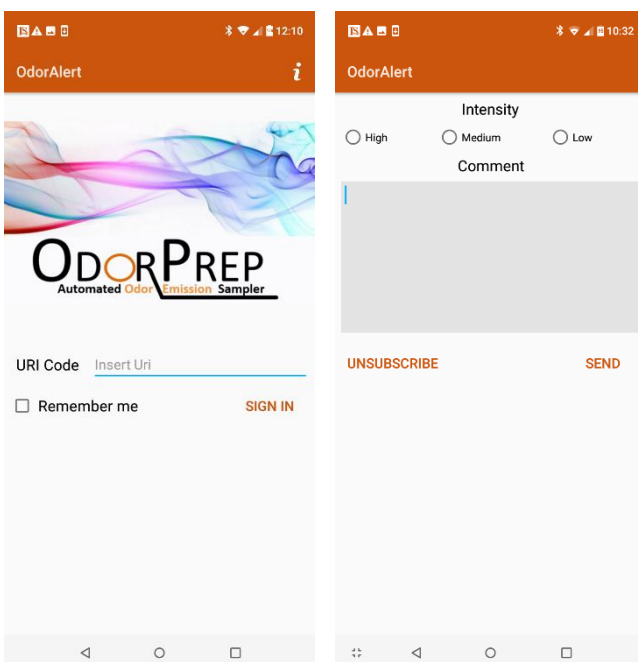 12:10
OdorAlert
i
ODORPREP
Automated Odor Emission Sampler
URI Code Insert Uri
Remember me SIGN IN
10:32
OdorAlert
Intensity
High Medium Low
Comment
UNSUBSCRIBE SEND